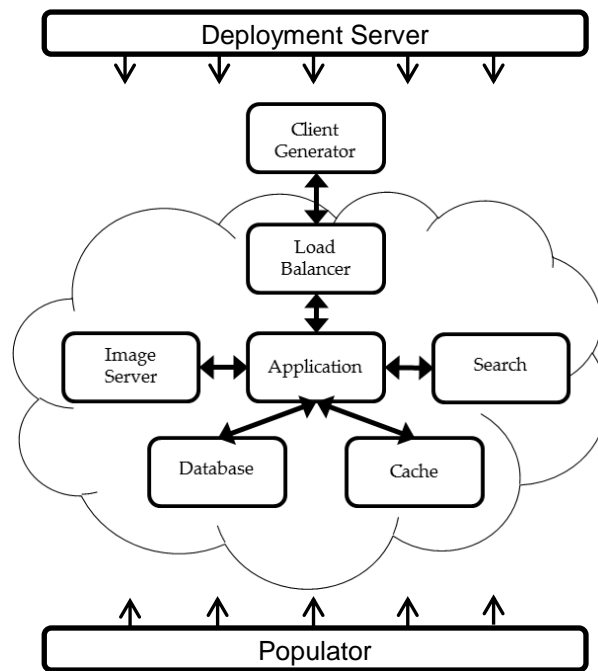 Deployment Server
Client
Generator
Load
Balancer
Image
Server
Application
Search
Database
Cache
Populator